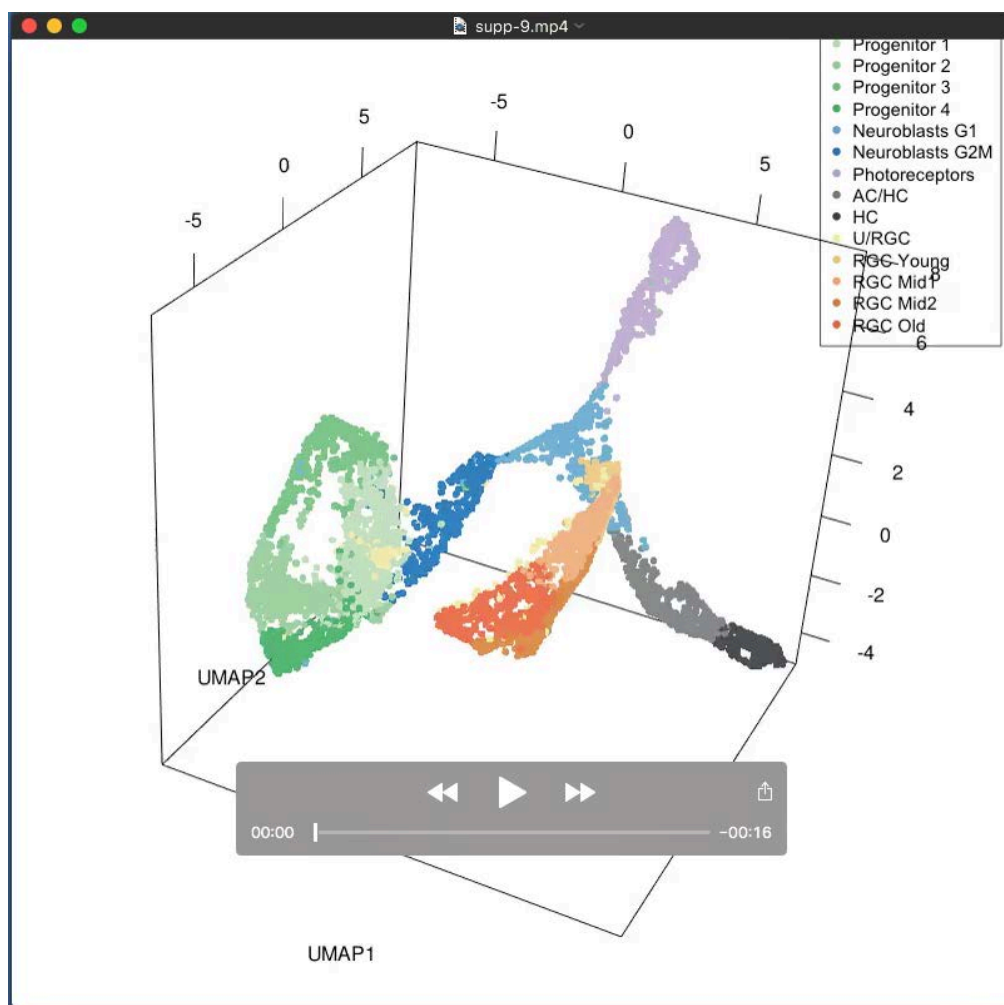 supp-9.mp4
Progenitor 1
Progenitor 2
Progenitor 3
Progenitor 4
Neuroblasts G1
Neuroblasts G2M
Photoreceptors
AC/HC
HC
U/RGC
RGC Young
RGC Mid1
RGC Mid2
RGC Old
-5
0
5
-5
0
5
8
6
4
2
0
-2
-4
UMAP2
00:00
-00:16
UMAP1